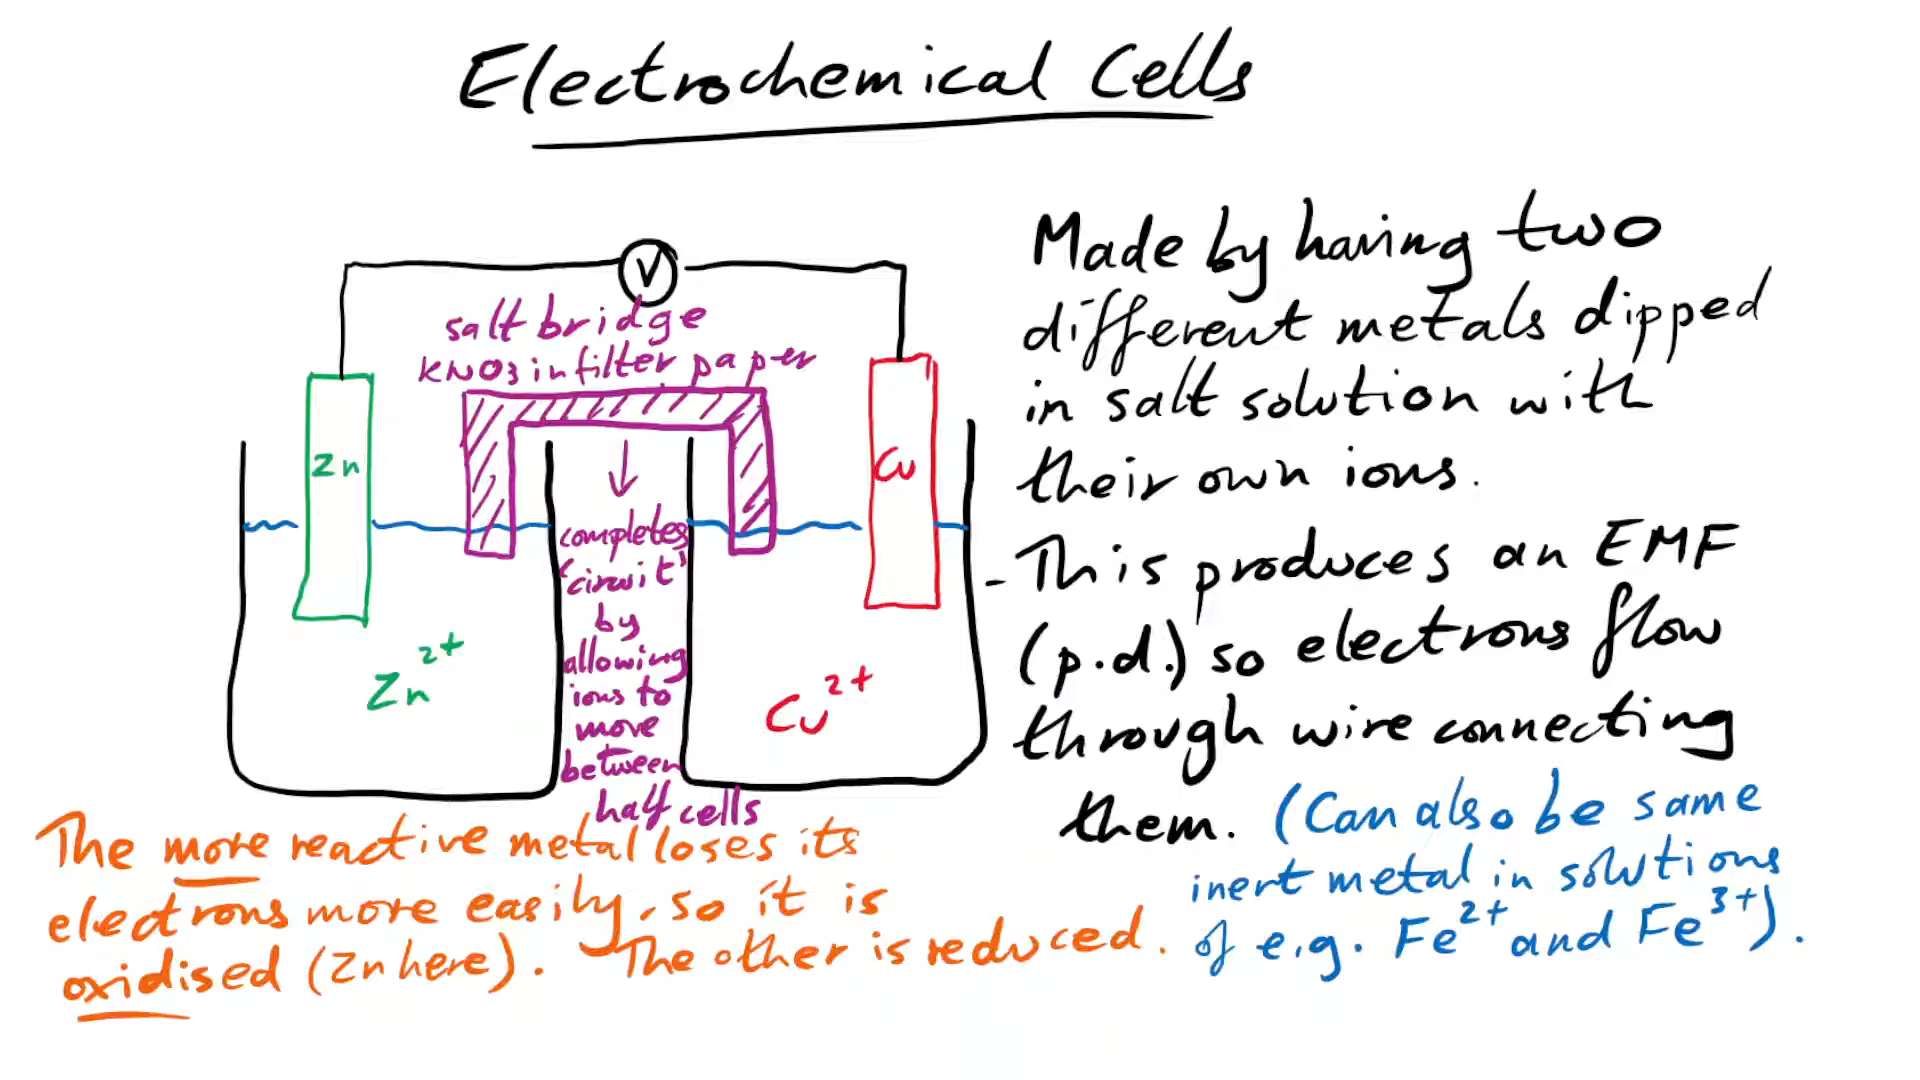 Electrochemical Cells
V
salt bridge
KNO3 in filter paper
Zn
Cu
completes
'circuit'
by
allowing
ions to
move
between
half cells
Zn²⁺
Cu²⁺
Made by having two
different metals dipped
in salt solution with
their own ions.
- This produces an EMF
(p.d.) so electrons flow
through wire connecting
them. (Can also be same
inert metal in solutions
of e.g. Fe²⁺ and Fe³⁺).
The more reactive metal loses its
electrons more easily, so it is
oxidised (Zn here). The other is reduced.